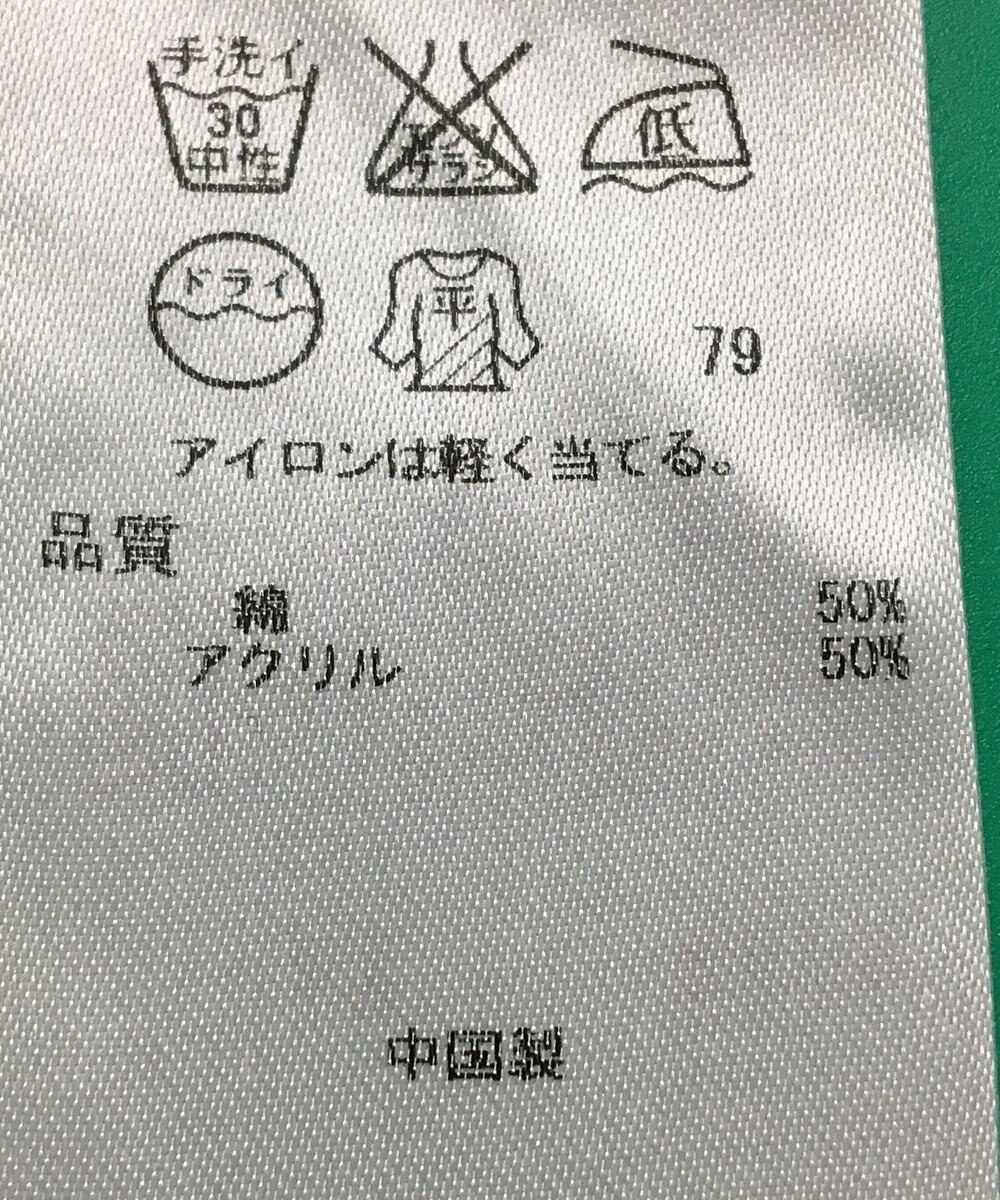 手洗イ
30
中性
エンソ
サラシ
低
ドライ
平
79
アイロンは軽く当てる。
品質
綿 50%
アクリル 50%
中国製